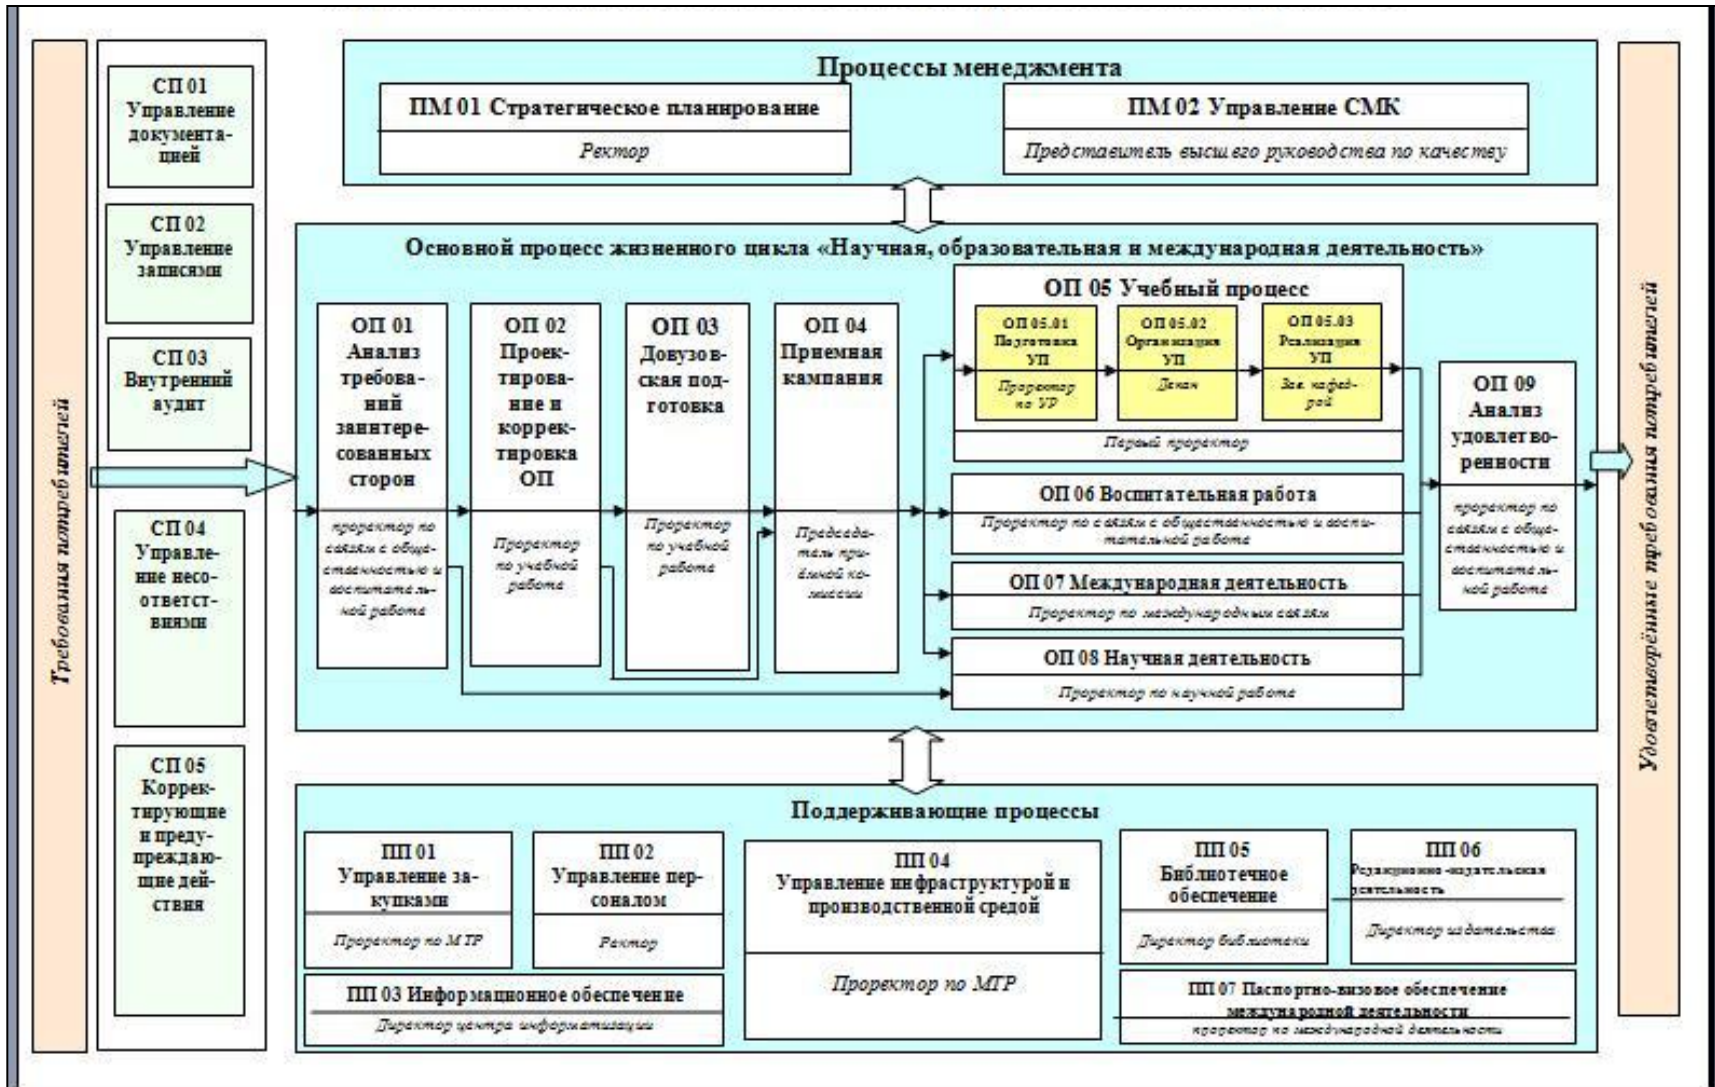 Требования потребителей
СП 01
Управление
документа-
цией
СП 02
Управление
записями
СП 03
Внутренний
аудит
СП 04
Управле-
ние несо-
ответст-
виями
СП 05
Коррек-
тирующие
и преду-
преждаю-
щие дей-
ствия
Процессы менеджмента
ПМ 01 Стратегическое планирование
Ректор
ПМ 02 Управление СМК
Представитель высшего руководства по качеству
Основной процесс жизненного цикла «Научная, образовательная и международная деятельность»
ОП 01
Анализ
требова-
ний
заинтере-
сованных
сторон
проректор по
связям с обще-
ственностью и
воспитатель-
ной работе
ОП 02
Проек-
тирова-
ние и
коррек-
тировка
ОП
Проректор
по учебной
работе
ОП 03
Довузов-
ская под-
готовка
Проректор
по учебной
работе
ОП 04
Приемная
кампания
Председа-
тель при-
ёмной ко-
миссии
ОП 05 Учебный процесс
ОП 05.01
Подготовка
УП
Проректор
по УР
ОП 05.02
Организация
УП
Декан
ОП 05.03
Реализация
УП
Зав. кафед-
рой
Первый проректор
ОП 06 Воспитательная работа
Проректор по связям с общественностью и воспи-
тательной работе
ОП 07 Международная деятельность
Проректор по международным связям
ОП 08 Научная деятельность
Проректор по научной работе
ОП 09
Анализ
удовлетво-
ренности
проректор по
связям с обще-
ственностью и
воспитатель-
ной работе
Поддерживающие процессы
ПП 01
Управление за-
купками
Проректор по МТР
ПП 02
Управление пер-
соналом
Ректор
ПП 03 Информационное обеспечение
Директор центра информатизации
ПП 04
Управление инфраструктурой и
производственной средой
Проректор по МТР
ПП 05
Библиотечное
обеспечение
Директор библиотеки
ПП 06
Редакционно-издательская
деятельность
Директор издательства
ПП 07 Паспортно-визовое обеспечение
международной деятельности
проректор по международной деятельности
Удовлетворённые требования потребителей